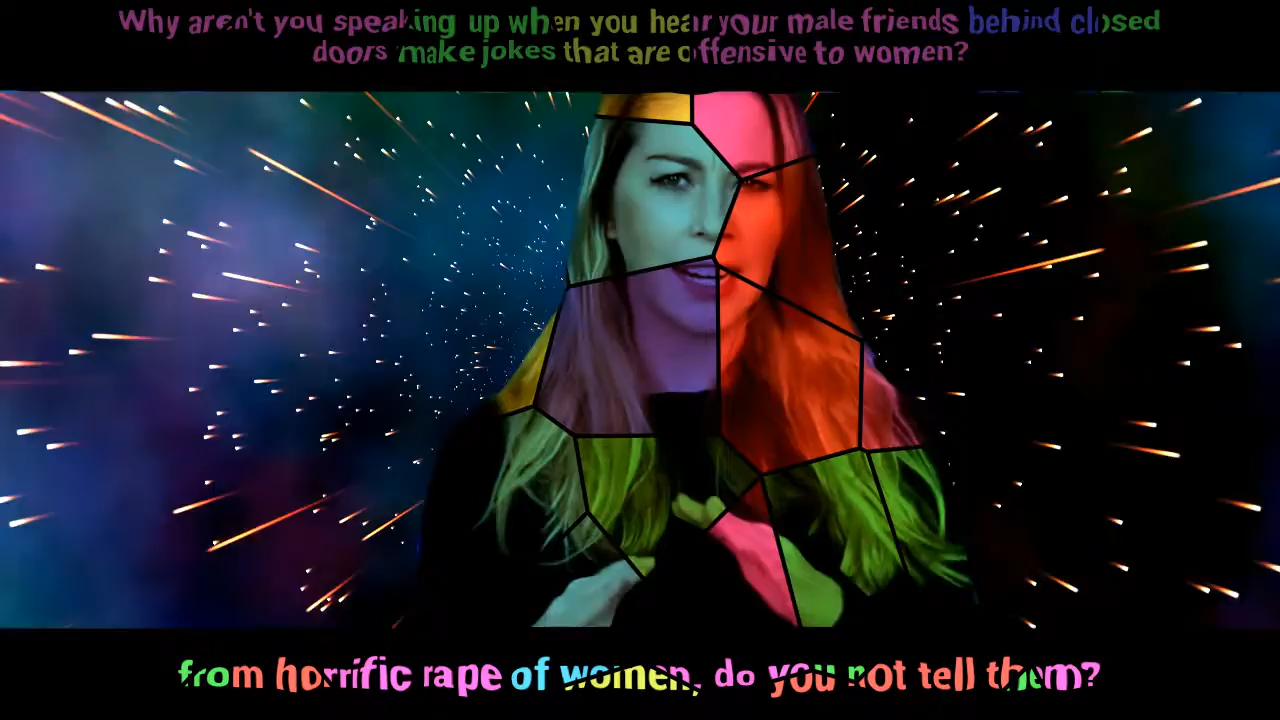 Why aren't you speaking up when you hear your male friends behind closed
doors make jokes that are offensive to women?
from horrific rape of women, do you not tell them?